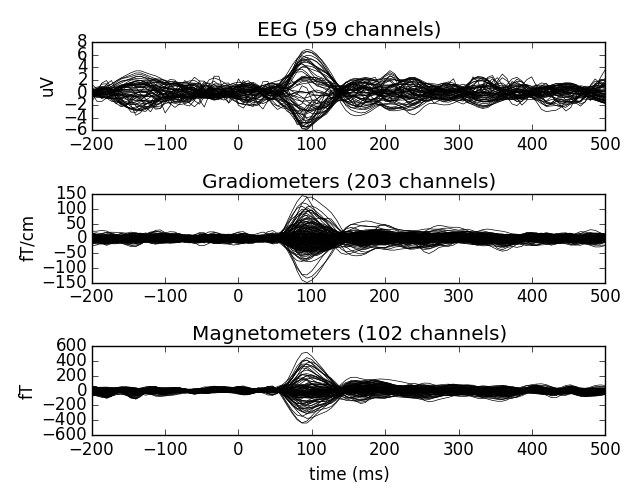 EEG (59 channels)
uV
8
6
4
2
0
−2
−4
−6
−200 −100 0 100 200 300 400 500
Gradiometers (203 channels)
fT/cm
150
100
50
0
−50
−100
−150
−200 −100 0 100 200 300 400 500
Magnetometers (102 channels)
fT
600
400
200
0
−200
−400
−600
−200 −100 0 100 200 300 400 500
time (ms)